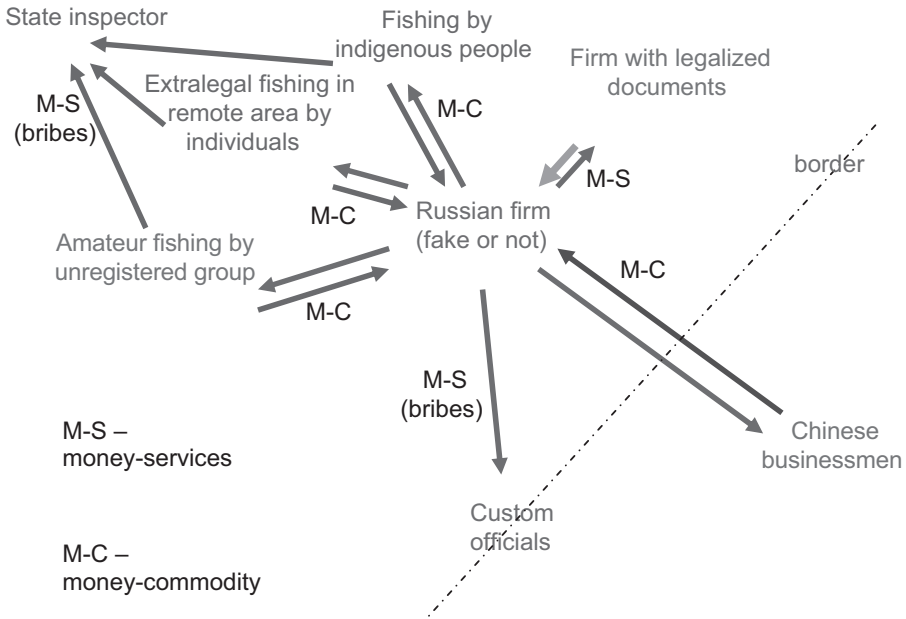 State inspector
Fishing by
indigenous people
Firm with legalized
documents
Extralegal fishing in
remote area by
individuals
M-S
(bribes)
M-C
border
M-S
M-C
Russian firm
(fake or not)
Amateur fishing by
unregistered group
M-C
M-C
M-S
(bribes)
Chinese
businessmen
M-S –
money-services
Custom
officials
M-C –
money-commodity